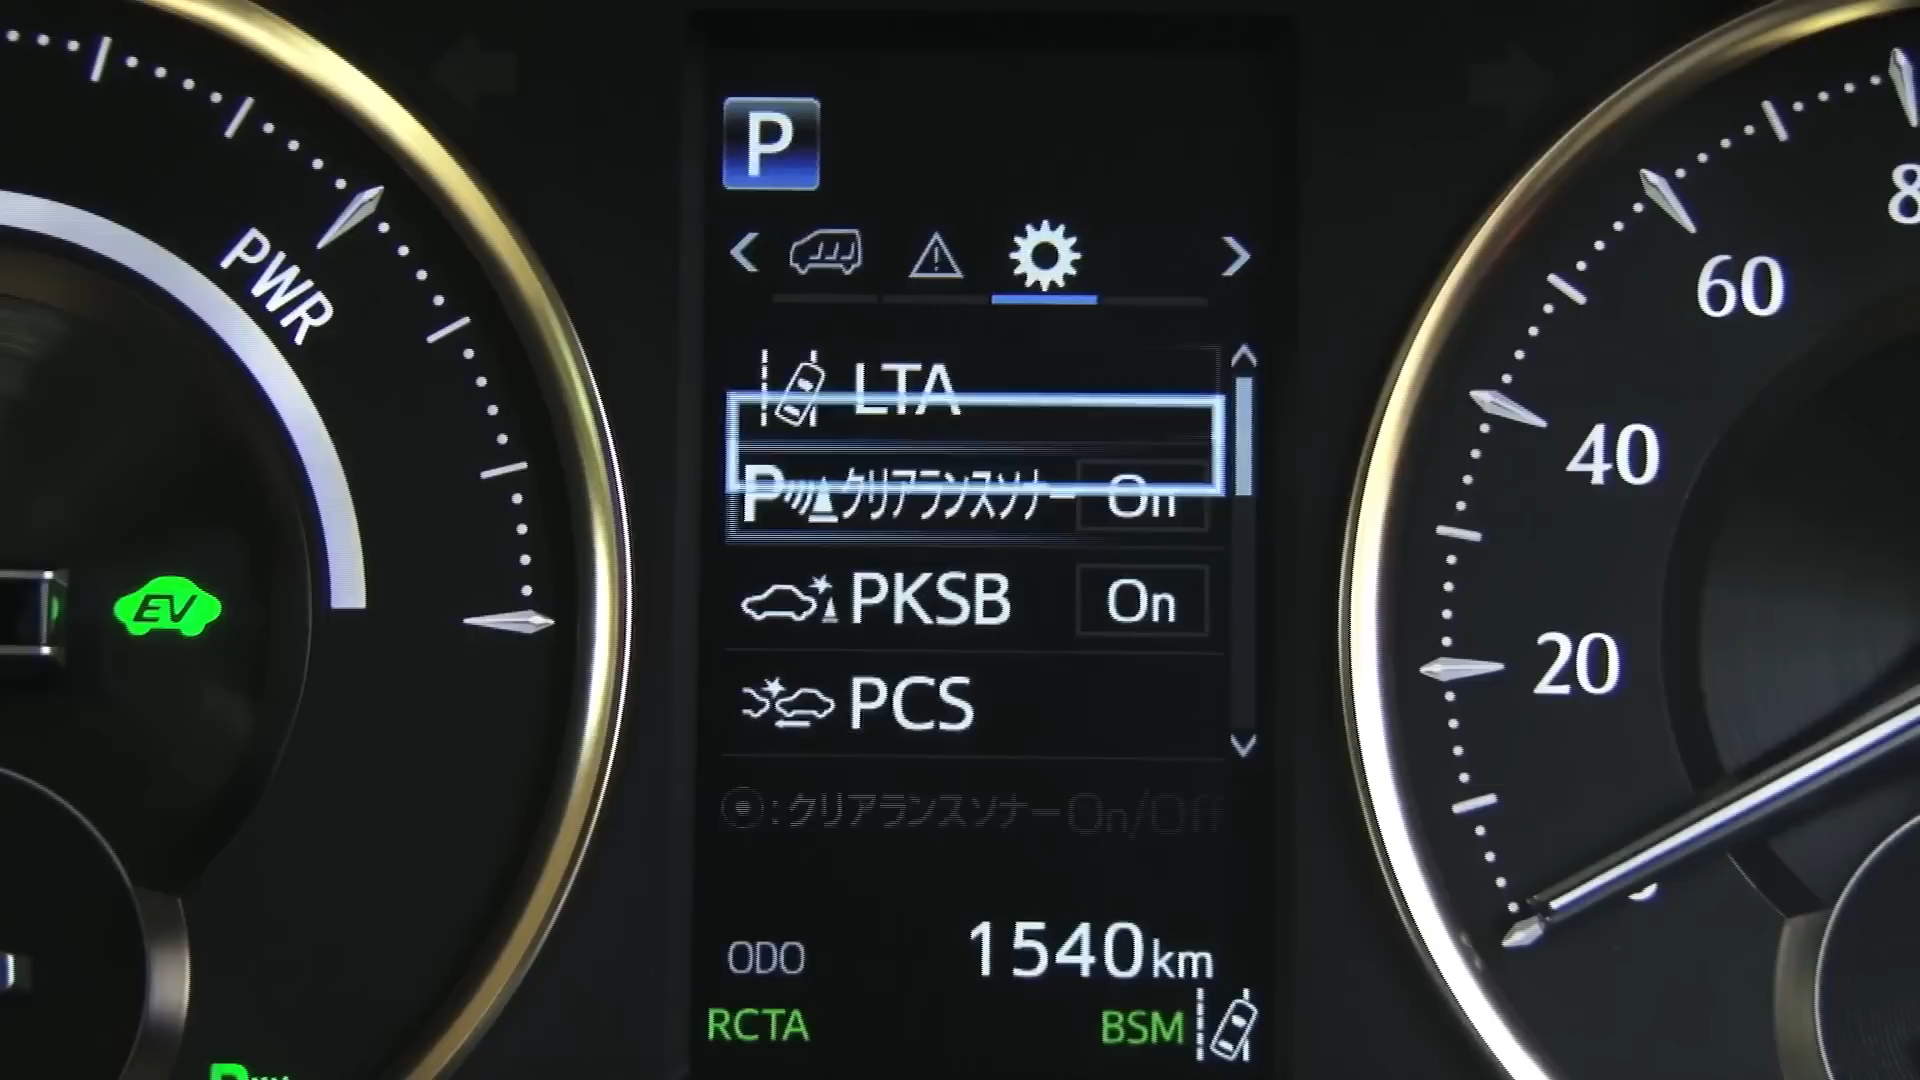 P
PWR
EV
LTA
クリアランスソナー On
PKSB On
PCS
:クリアランスソナーOn/Off
ODO 1540km
RCTA BSM
8
60
40
20
P